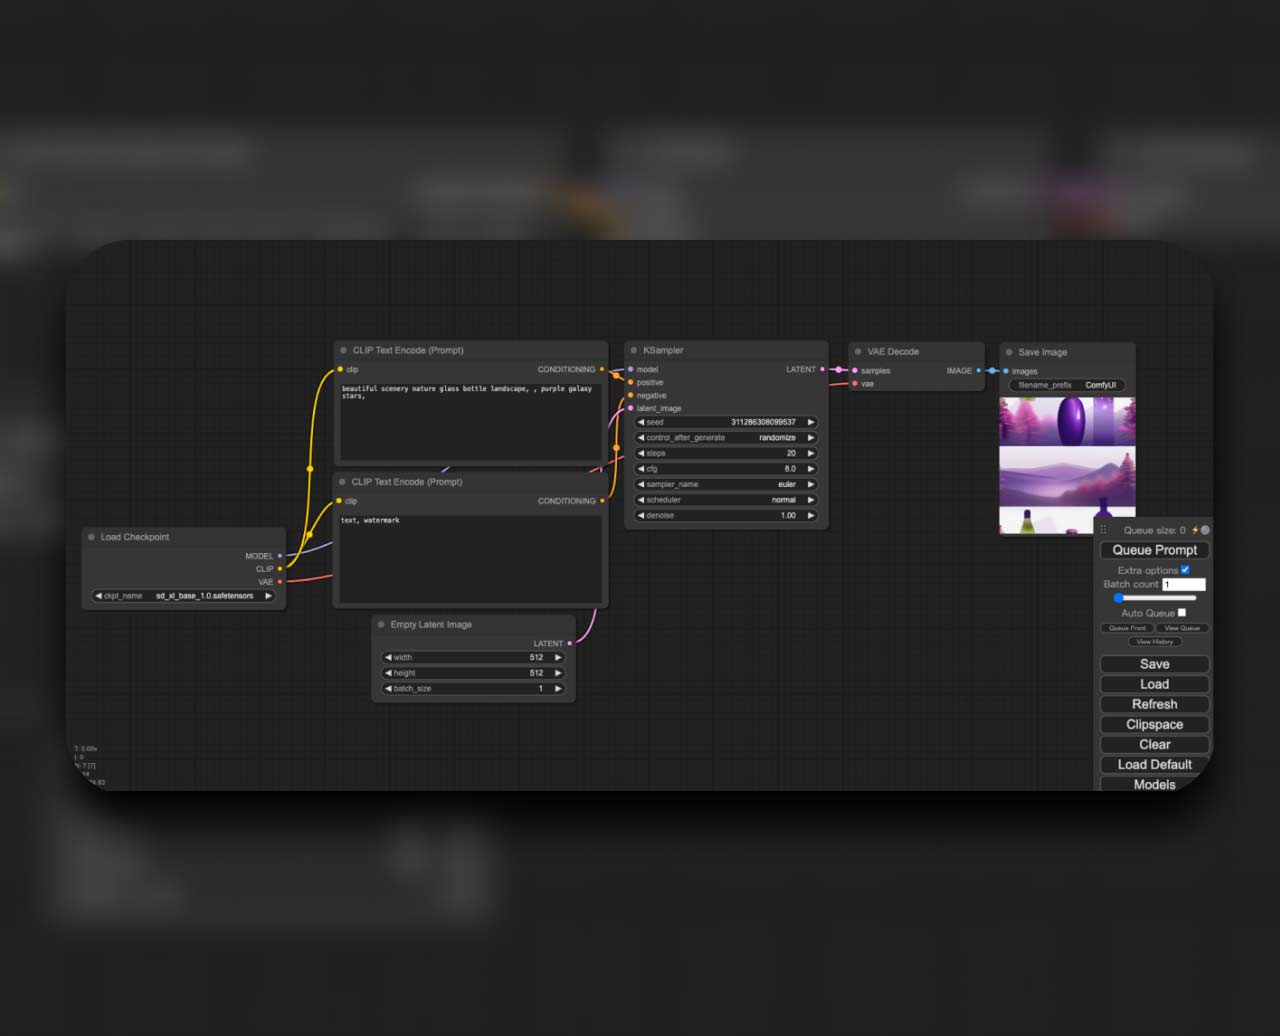 CLIP Text Encode (Prompt)
clip
CONDITIONING
beautiful scenery nature glass bottle landscape, , purple galaxy
stars,
CLIP Text Encode (Prompt)
clip
CONDITIONING
text, watermark
Load Checkpoint
MODEL
CLIP
VAE
ckpt_name sd_xl_base_1.0.safetensors
Empty Latent Image
LATENT
width 512
height 512
batch_size 1
KSampler
model LATENT
positive
negative
latent_image
seed 311286308099537
control_after_generate randomize
steps 20
cfg 8.0
sampler_name euler
scheduler normal
denoise 1.00
VAE Decode
samples IMAGE
vae
Save Image
images
filename_prefix ComfyUI
Queue size: 0
Queue Prompt
Extra options
Batch count 1
Auto Queue
Queue Front View Queue
View History
Save
Load
Refresh
Clipspace
Clear
Load Default
Models
T: 0.00s
I: 0
N: 7 [7]